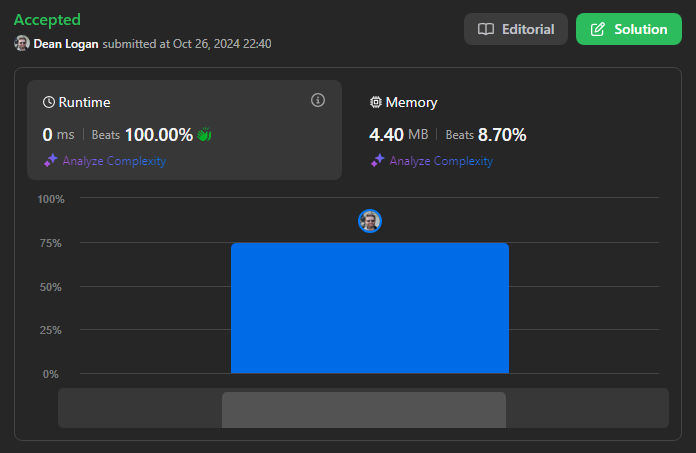 Accepted
Dean Logan submitted at Oct 26, 2024 22:40
Editorial
Solution
Runtime
0 ms | Beats 100.00%
Analyze Complexity
Memory
4.40 MB | Beats 8.70%
Analyze Complexity
100%
75%
50%
25%
0%